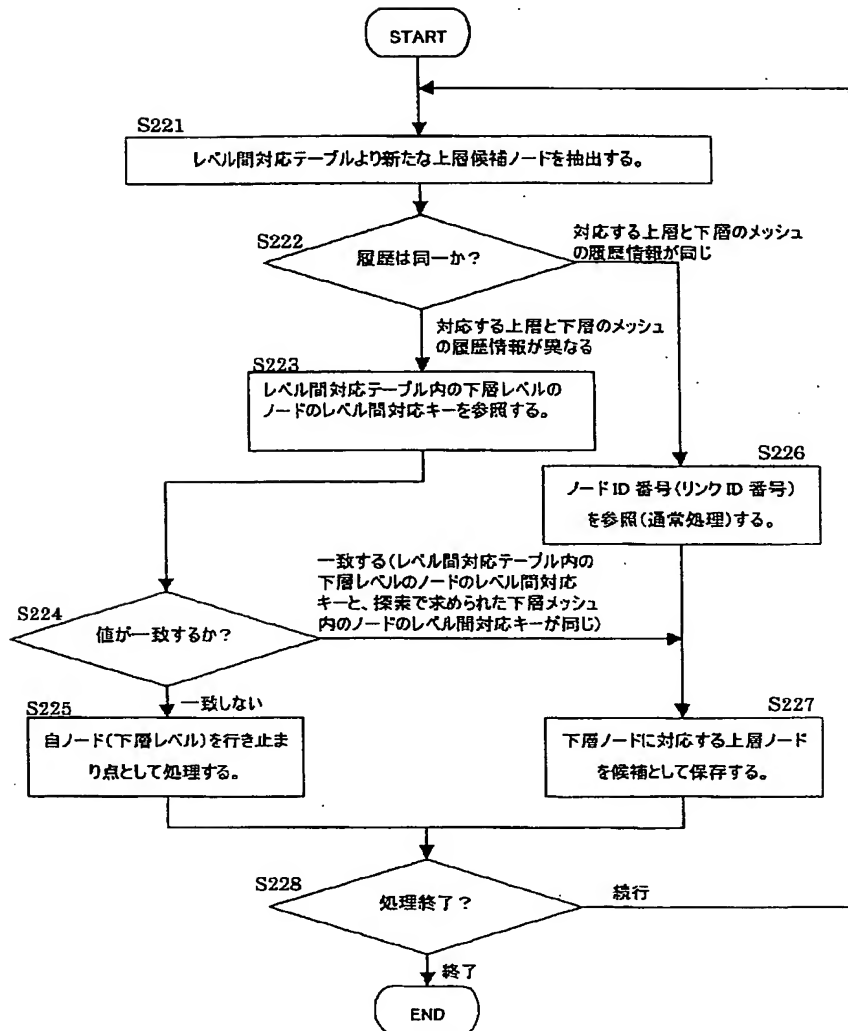 START
S221
レベル間対応テーブルより新たな上層候補ノードを抽出する。
S222
履歴は同一か?
対応する上層と下層のメッシュ
の履歴情報が同じ
対応する上層と下層のメッシュ
の履歴情報が異なる
S223
レベル間対応テーブル内の下層レベルの
ノードのレベル間対応キーを参照する。
S226
ノードID番号(リンクID番号)
を参照(通常処理)する。
一致する(レベル間対応テーブル内の
下層レベルのノードのレベル間対応
キーと、探索で求められた下層メッシュ
内のノードのレベル間対応キーが同じ)
S224
値が一致するか?
一致しない
S225
自ノード(下層レベル)を行き止ま
り点として処理する。
S227
下層ノードに対応する上層ノード
を候補として保存する。
S228
処理終了?
続行
終了
END